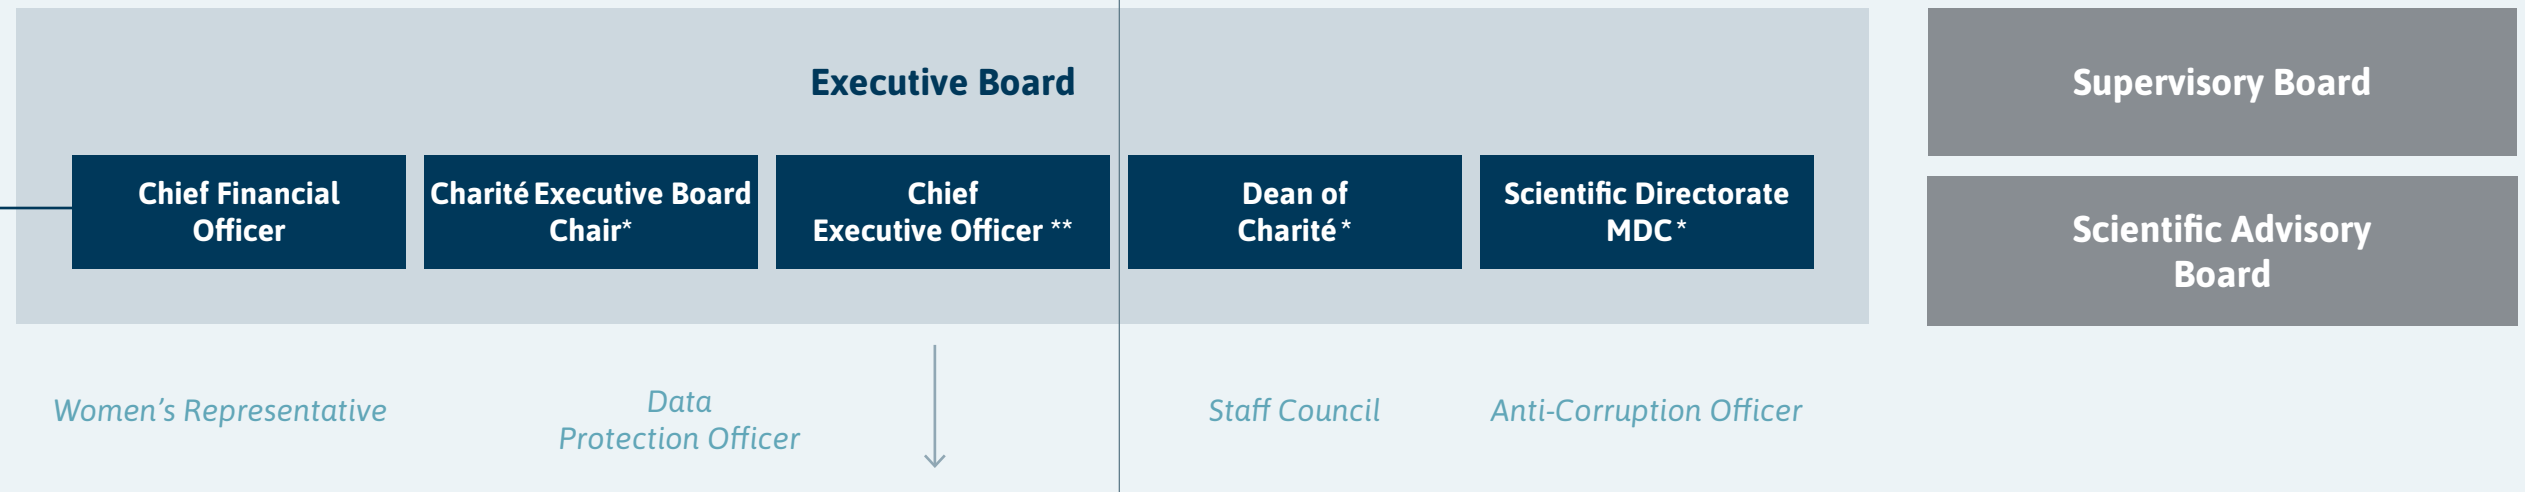 Executive Board
Chief Financial
Officer
Charité Executive Board
Chair*
Chief
Executive Officer **
Dean of
Charité *
Scientific Directorate
MDC *
Supervisory Board
Scientific Advisory
Board
Women’s Representative
Data
Protection Officer
Staff Council
Anti-Corruption Officer